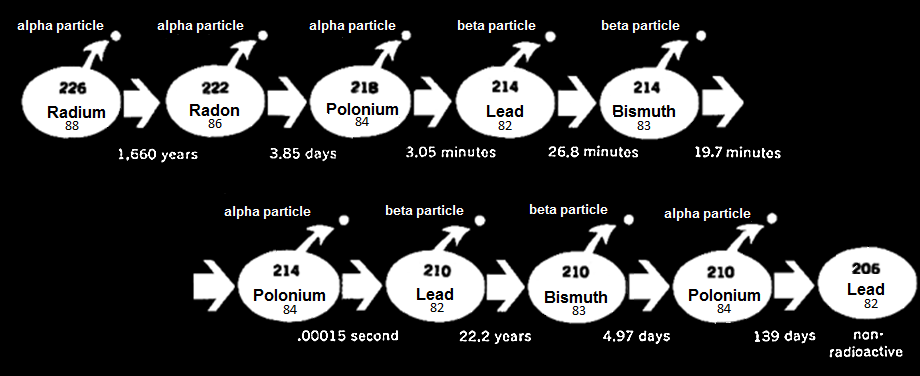 alpha particle alpha particle alpha particle beta particle beta particle
226 222 218 214 214
Radium Radon Polonium Lead Bismuth
88 86 84 82 83
1,660 years 3.85 days 3.05 minutes 26.8 minutes 19.7 minutes
alpha particle beta particle beta particle alpha particle
214 210 210 210 206
Polonium Lead Bismuth Polonium Lead
84 82 83 84 82
.00015 second 22.2 years 4.97 days 139 days non-
radioactive